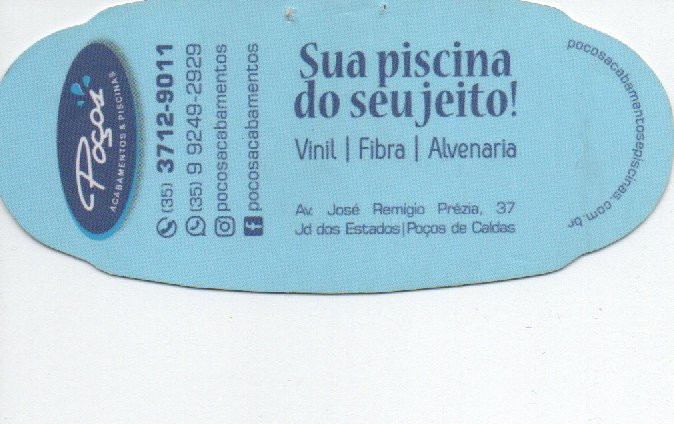 Poços
ACABAMENTOS & PISCINAS
(35) 3712-9011
(35) 9 9249-2929
pocosacabamentos
pocosacabamentos
Sua piscina
do seu jeito!
Vinil | Fibra | Alvenaria
Av. José Remígio Prézia, 37
Jd dos Estados|Poços de Caldas
pocosacabamentosepiscinas.com.br